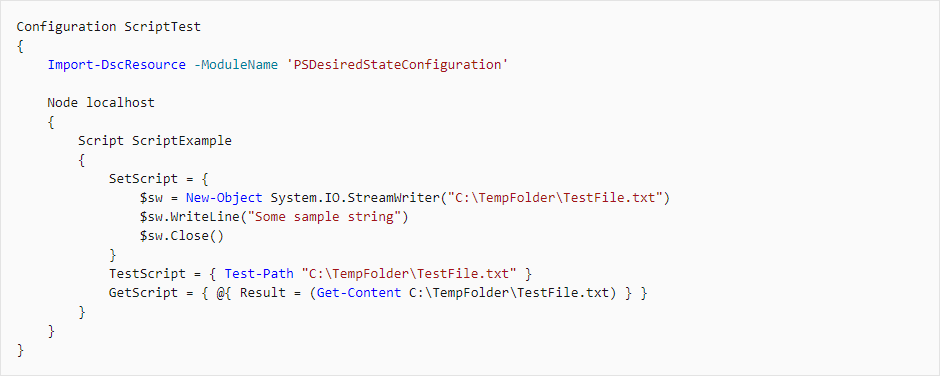 Configuration ScriptTest
{
    Import-DscResource -ModuleName 'PSDesiredStateConfiguration'

    Node localhost
    {
        Script ScriptExample
        {
            SetScript = {
                $sw = New-Object System.IO.StreamWriter("C:\TempFolder\TestFile.txt")
                $sw.WriteLine("Some sample string")
                $sw.Close()
            }
            TestScript = { Test-Path "C:\TempFolder\TestFile.txt" }
            GetScript = { @{ Result = (Get-Content C:\TempFolder\TestFile.txt) } }
        }
    }
}